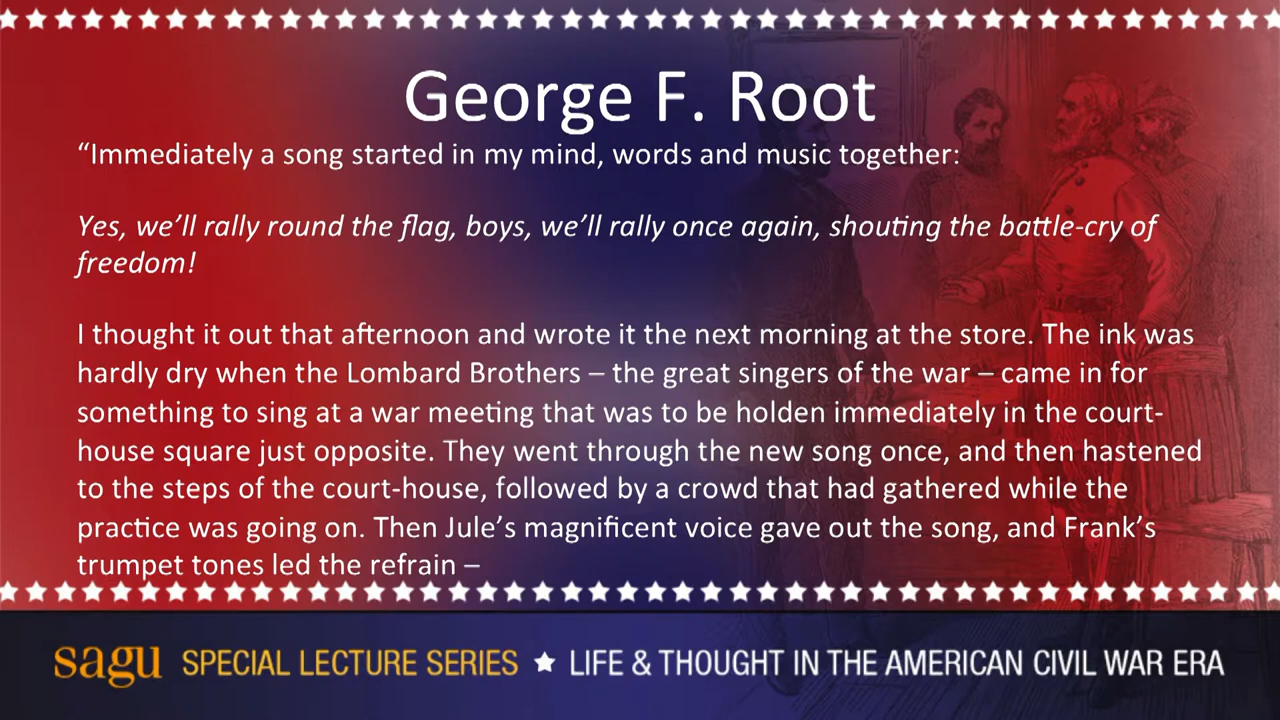 George F. Root
“Immediately a song started in my mind, words and music together:
Yes, we’ll rally round the flag, boys, we’ll rally once again, shouting the battle-cry of
freedom!
I thought it out that afternoon and wrote it the next morning at the store. The ink was
hardly dry when the Lombard Brothers – the great singers of the war – came in for
something to sing at a war meeting that was to be holden immediately in the court-
house square just opposite. They went through the new song once, and then hastened
to the steps of the court-house, followed by a crowd that had gathered while the
practice was going on. Then Jule’s magnificent voice gave out the song, and Frank’s
trumpet tones led the refrain –
sagu SPECIAL LECTURE SERIES ★ LIFE & THOUGHT IN THE AMERICAN CIVIL WAR ERA